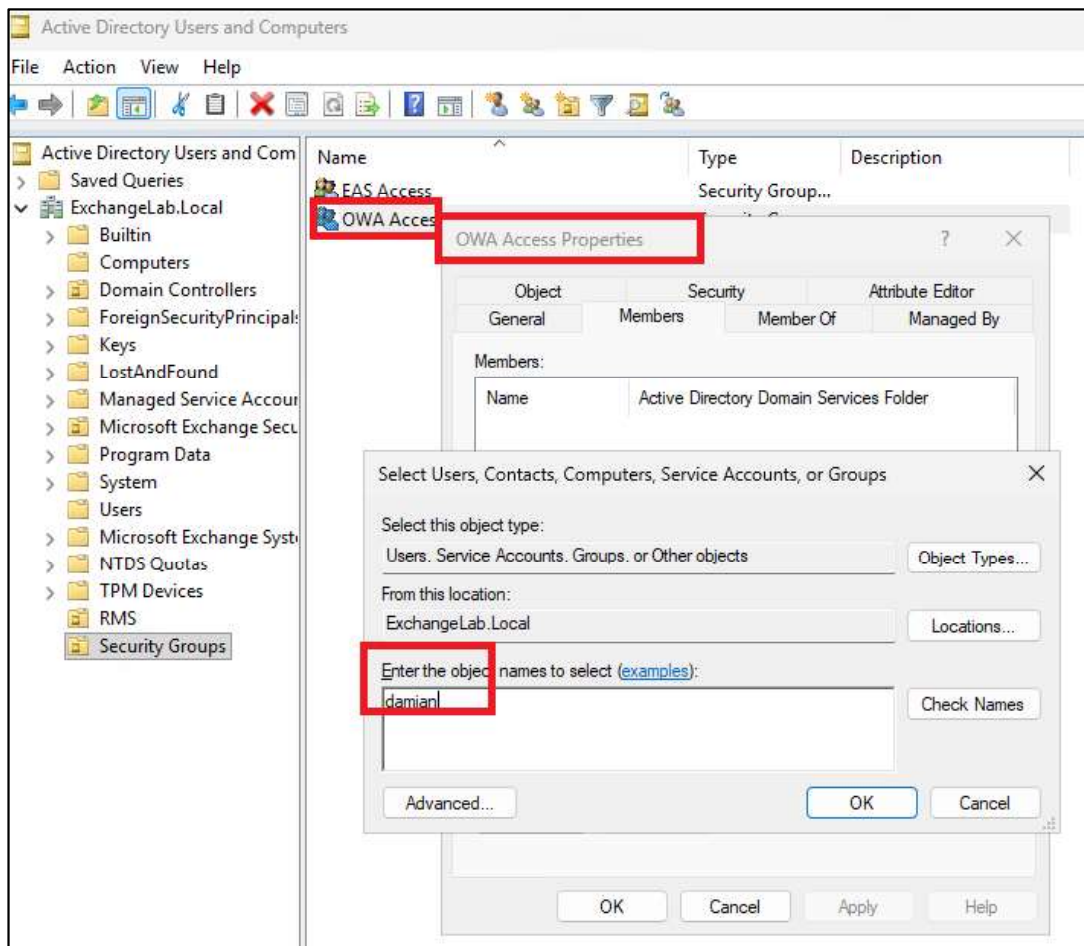 Active Directory Users and Computers
File Action View Help
Active Directory Users and Com
Saved Queries
ExchangeLab.Local
Builtin
Computers
Domain Controllers
ForeignSecurityPrincipals
Keys
LostAndFound
Managed Service Accour
Microsoft Exchange Secu
Program Data
System
Users
Microsoft Exchange Syst
NTDS Quotas
TPM Devices
RMS
Security Groups
Name Type Description
EAS Access Security Group...
OWA Acces
OWA Access Properties ? ×
Object Security Attribute Editor
General Members Member Of Managed By
Members:
Name Active Directory Domain Services Folder
Select Users, Contacts, Computers, Service Accounts, or Groups ×
Select this object type:
Users, Service Accounts, Groups, or Other objects Object Types...
From this location:
ExchangeLab.Local Locations...
Enter the object names to select (examples):
damian Check Names
Advanced... OK Cancel
OK Cancel Apply Help